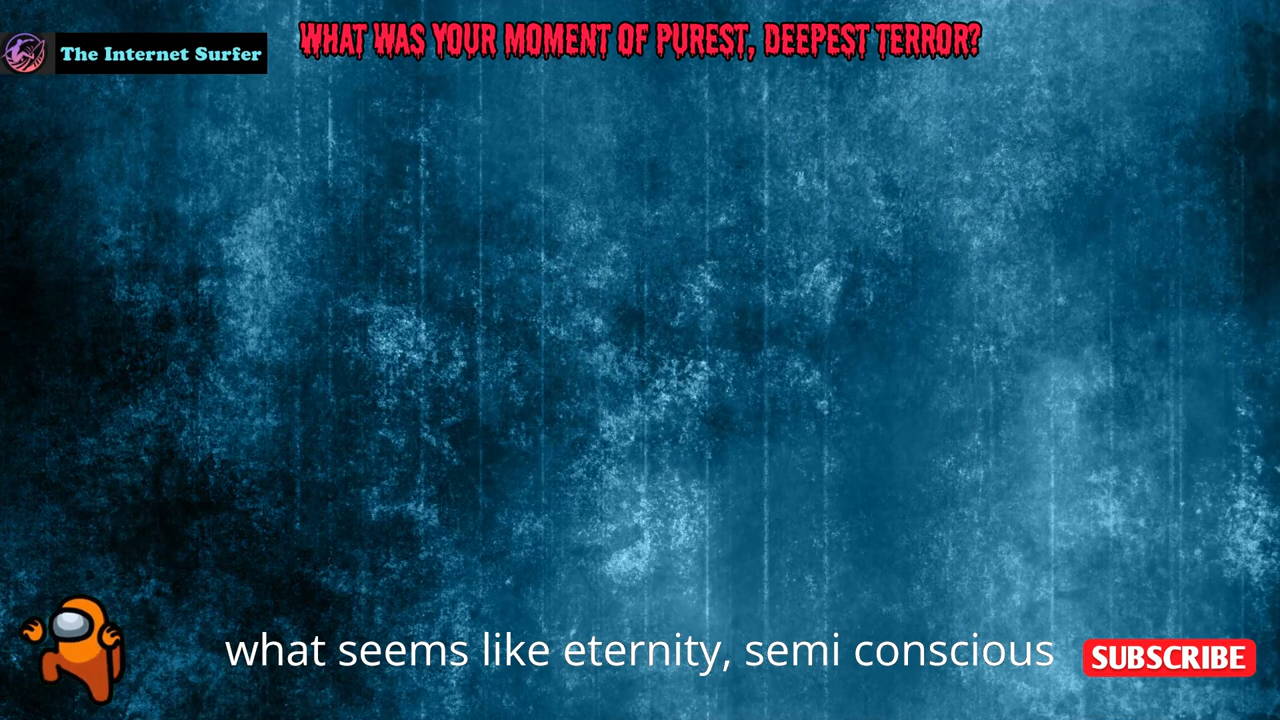 WHAT WAS YOUR MOMENT OF PUREST, DEEPEST TERROR?
The Internet Surfer
what seems like eternity, semi conscious
SUBSCRIBE